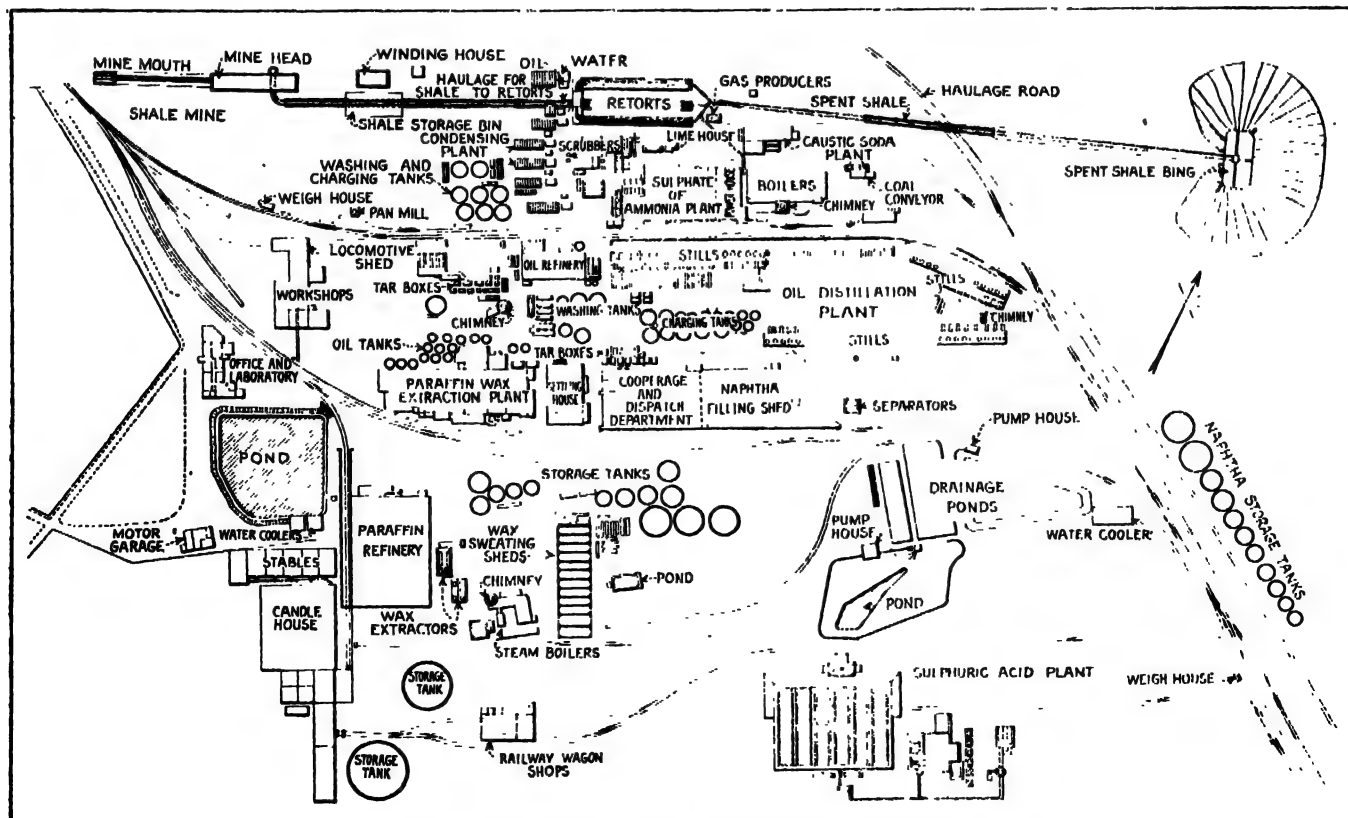 MINE MOUTH
MINE HEAD
WINDING HOUSE
OIL
WATER
HAULAGE FOR
SHALE TO RETORTS
RETORTS
GAS PRODUCERS
SPENT SHALE
HAULAGE ROAD
SHALE MINE
SHALE STORAGE BIN
CONDENSING
PLANT
SCRUBBERS
LIME HOUSE
CAUSTIC SODA
PLANT
SPENT SHALE BING
WASHING AND
CHARGING TANKS
SULPHATE
OF
AMMONIA PLANT
BOILERS
CHIMNEY
COAL
CONVEYOR
WEIGH HOUSE
PAN MILL
LOCOMOTIVE
SHED
OIL REFINERY
STILLS
STILLS
WORKSHOPS
TAR BOXES
WASHING TANKS
CHARGING TANKS
OIL DISTILLATION
PLANT
CHIMNEY
CHIMNEY
OIL TANKS
TAR BOXES
STILLS
OFFICE AND
LABORATORY
PARAFFIN WAX
EXTRACTION PLANT
HOUSE
COOPERAGE
AND
DISPATCH
DEPARTMENT
NAPHTHA
FILLING SHED
SEPARATORS
PUMP HOUSE
POND
STORAGE TANKS
DRAINAGE
PONDS
NAPHTHA STORAGE TANKS
MOTOR
GARAGE
WATER COOLERS
PARAFFIN
REFINERY
WAX
SWEATING
SHEDS
PUMP
HOUSE
WATER COOLER
STABLES
CHIMNEY
POND
POND
CANDLE
HOUSE
WAX
EXTRACTORS
STEAM BOILERS
STORAGE
TANK
SULPHURIC ACID PLANT
WEIGH HOUSE
STORAGE
TANK
RAILWAY WAGON
SHOPS